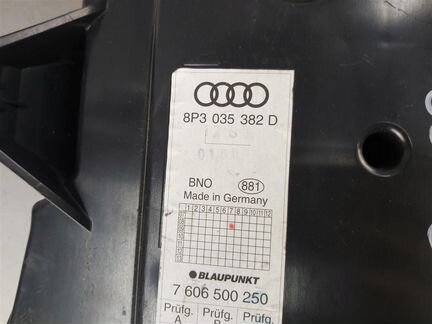 8P3 035 382 D
BNO 881
Made in Germany
1 2 3 4 5 6 7 8 9 10 11 12
BLAUPUNKT
7 606 500 250
Prüfg. Prüfg. Prüfg.
A